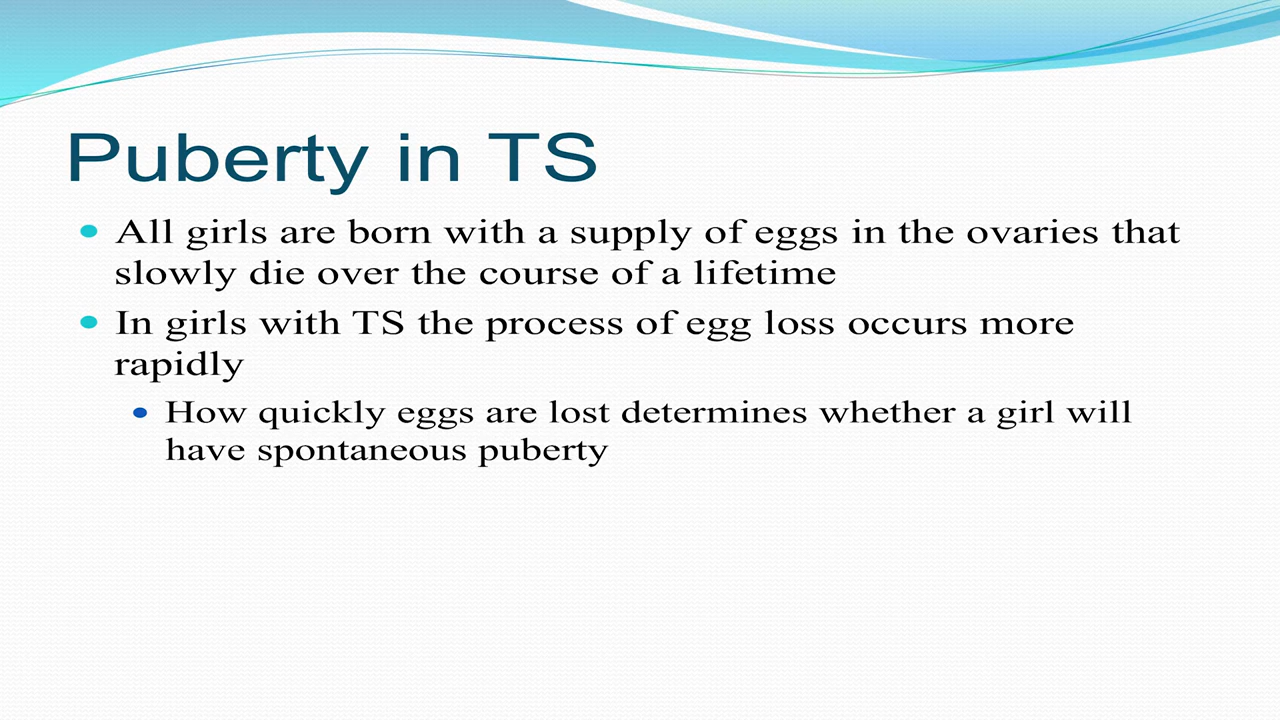 Puberty in TS
• All girls are born with a supply of eggs in the ovaries that
slowly die over the course of a lifetime
• In girls with TS the process of egg loss occurs more
rapidly
• How quickly eggs are lost determines whether a girl will
have spontaneous puberty